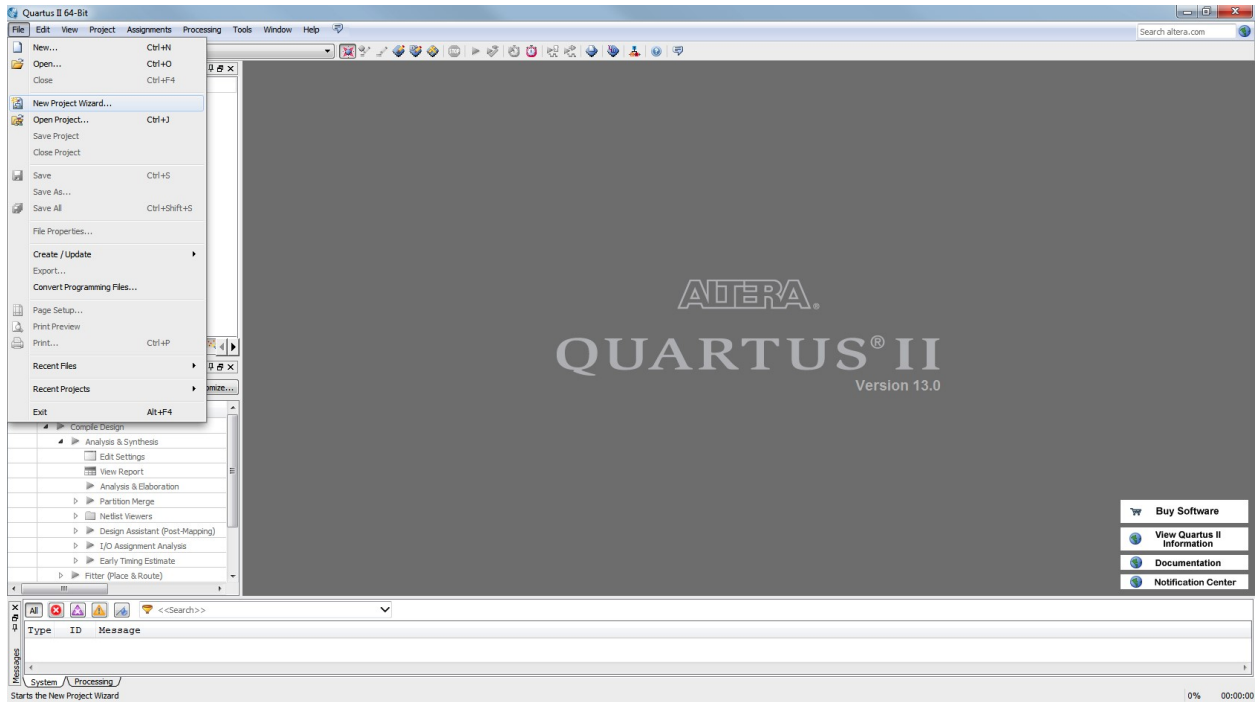 Quartus II 64-Bit
File Edit View Project Assignments Processing Tools Window Help
Search altera.com
New... Ctrl+N
Open... Ctrl+O
Close Ctrl+F4
New Project Wizard...
Open Project... Ctrl+J
Save Project
Close Project
Save Ctrl+S
Save As...
Save All Ctrl+Shift+S
File Properties...
Create / Update
Export...
Convert Programming Files...
Page Setup...
Print Preview
Print... Ctrl+P
Recent Files
Recent Projects
omize...
Exit Alt+F4
ALTERA®
QUARTUS® II
Version 13.0
Compile Design
Analysis & Synthesis
Edit Settings
View Report
Analysis & Elaboration
Partition Merge
Netlist Viewers
Design Assistant (Post-Mapping)
I/O Assignment Analysis
Early Timing Estimate
Fitter (Place & Route)
Buy Software
View Quartus II
Information
Documentation
Notification Center
All <<Search>>
Type ID Message
Messages
System Processing
Starts the New Project Wizard
0% 00:00:00